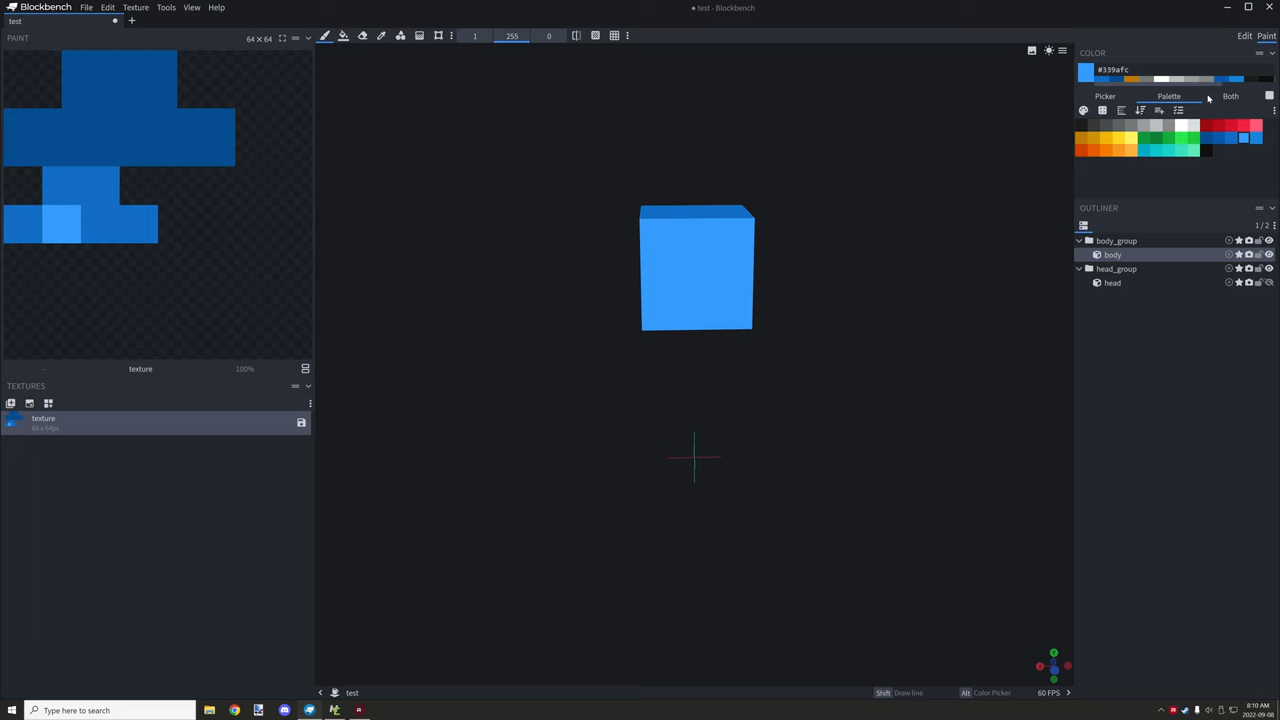 Blockbench File Edit Texture Tools View Help
• test - Blockbench
test
PAINT 64×64
1 255 0
Edit Paint
COLOR
#339afc
Picker Palette Both
OUTLINER
1 / 2
body_group
body
head_group
head
- texture 100%
TEXTURES
texture
64 x 64px
test
Shift Draw line Alt Color Picker 60 FPS
Type here to search
8:10 AM
2022-09-08